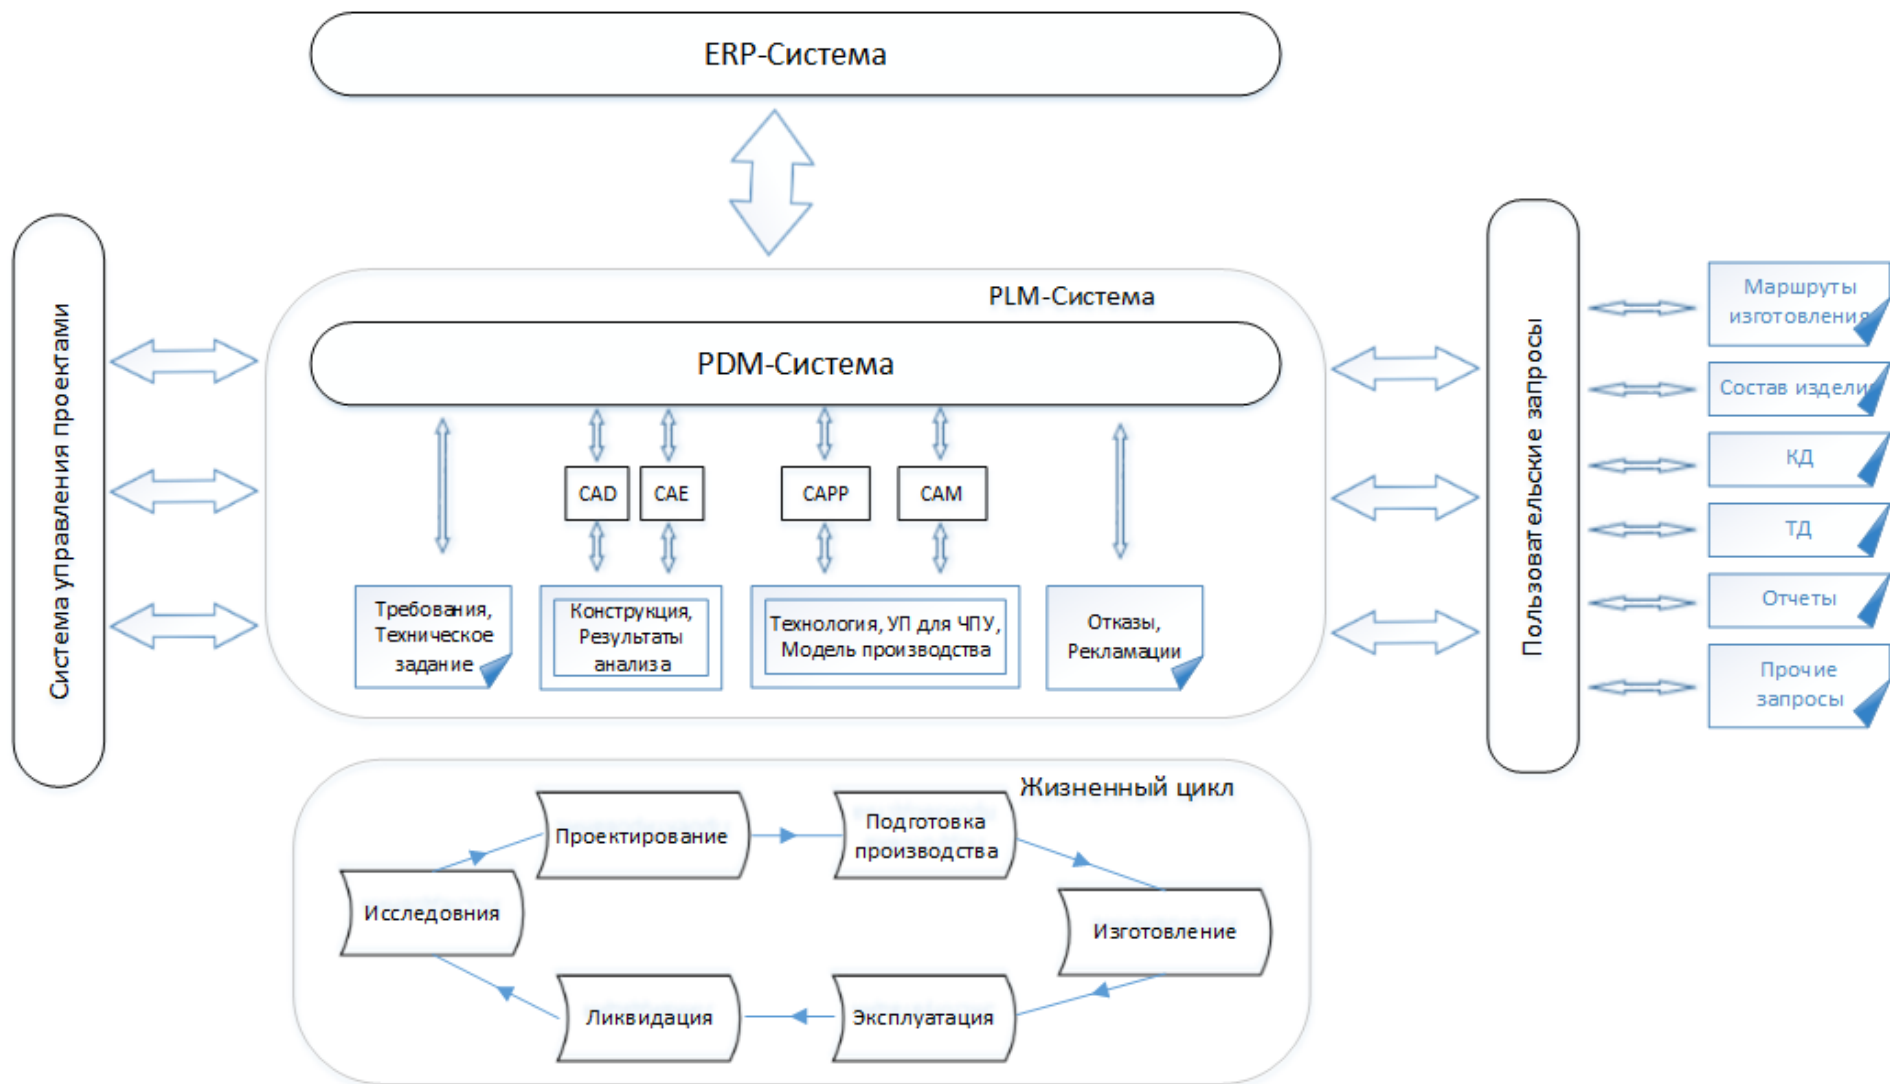 ERP-Система
Система управления проектами
PLM-Система
PDM-Система
CAD
CAE
CAPP
CAM
Требования,
Техническое
задание
Конструкция,
Результаты
анализа
Технология, УП для ЧПУ,
Модель производства
Отказы,
Рекламации
Пользовательские запросы
Маршруты
изготовления
Состав изделия
КД
ТД
Отчеты
Прочие
запросы
Жизненный цикл
Проектирование
Подготовка
производства
Исследовния
Изготовление
Ликвидация
Эксплуатация